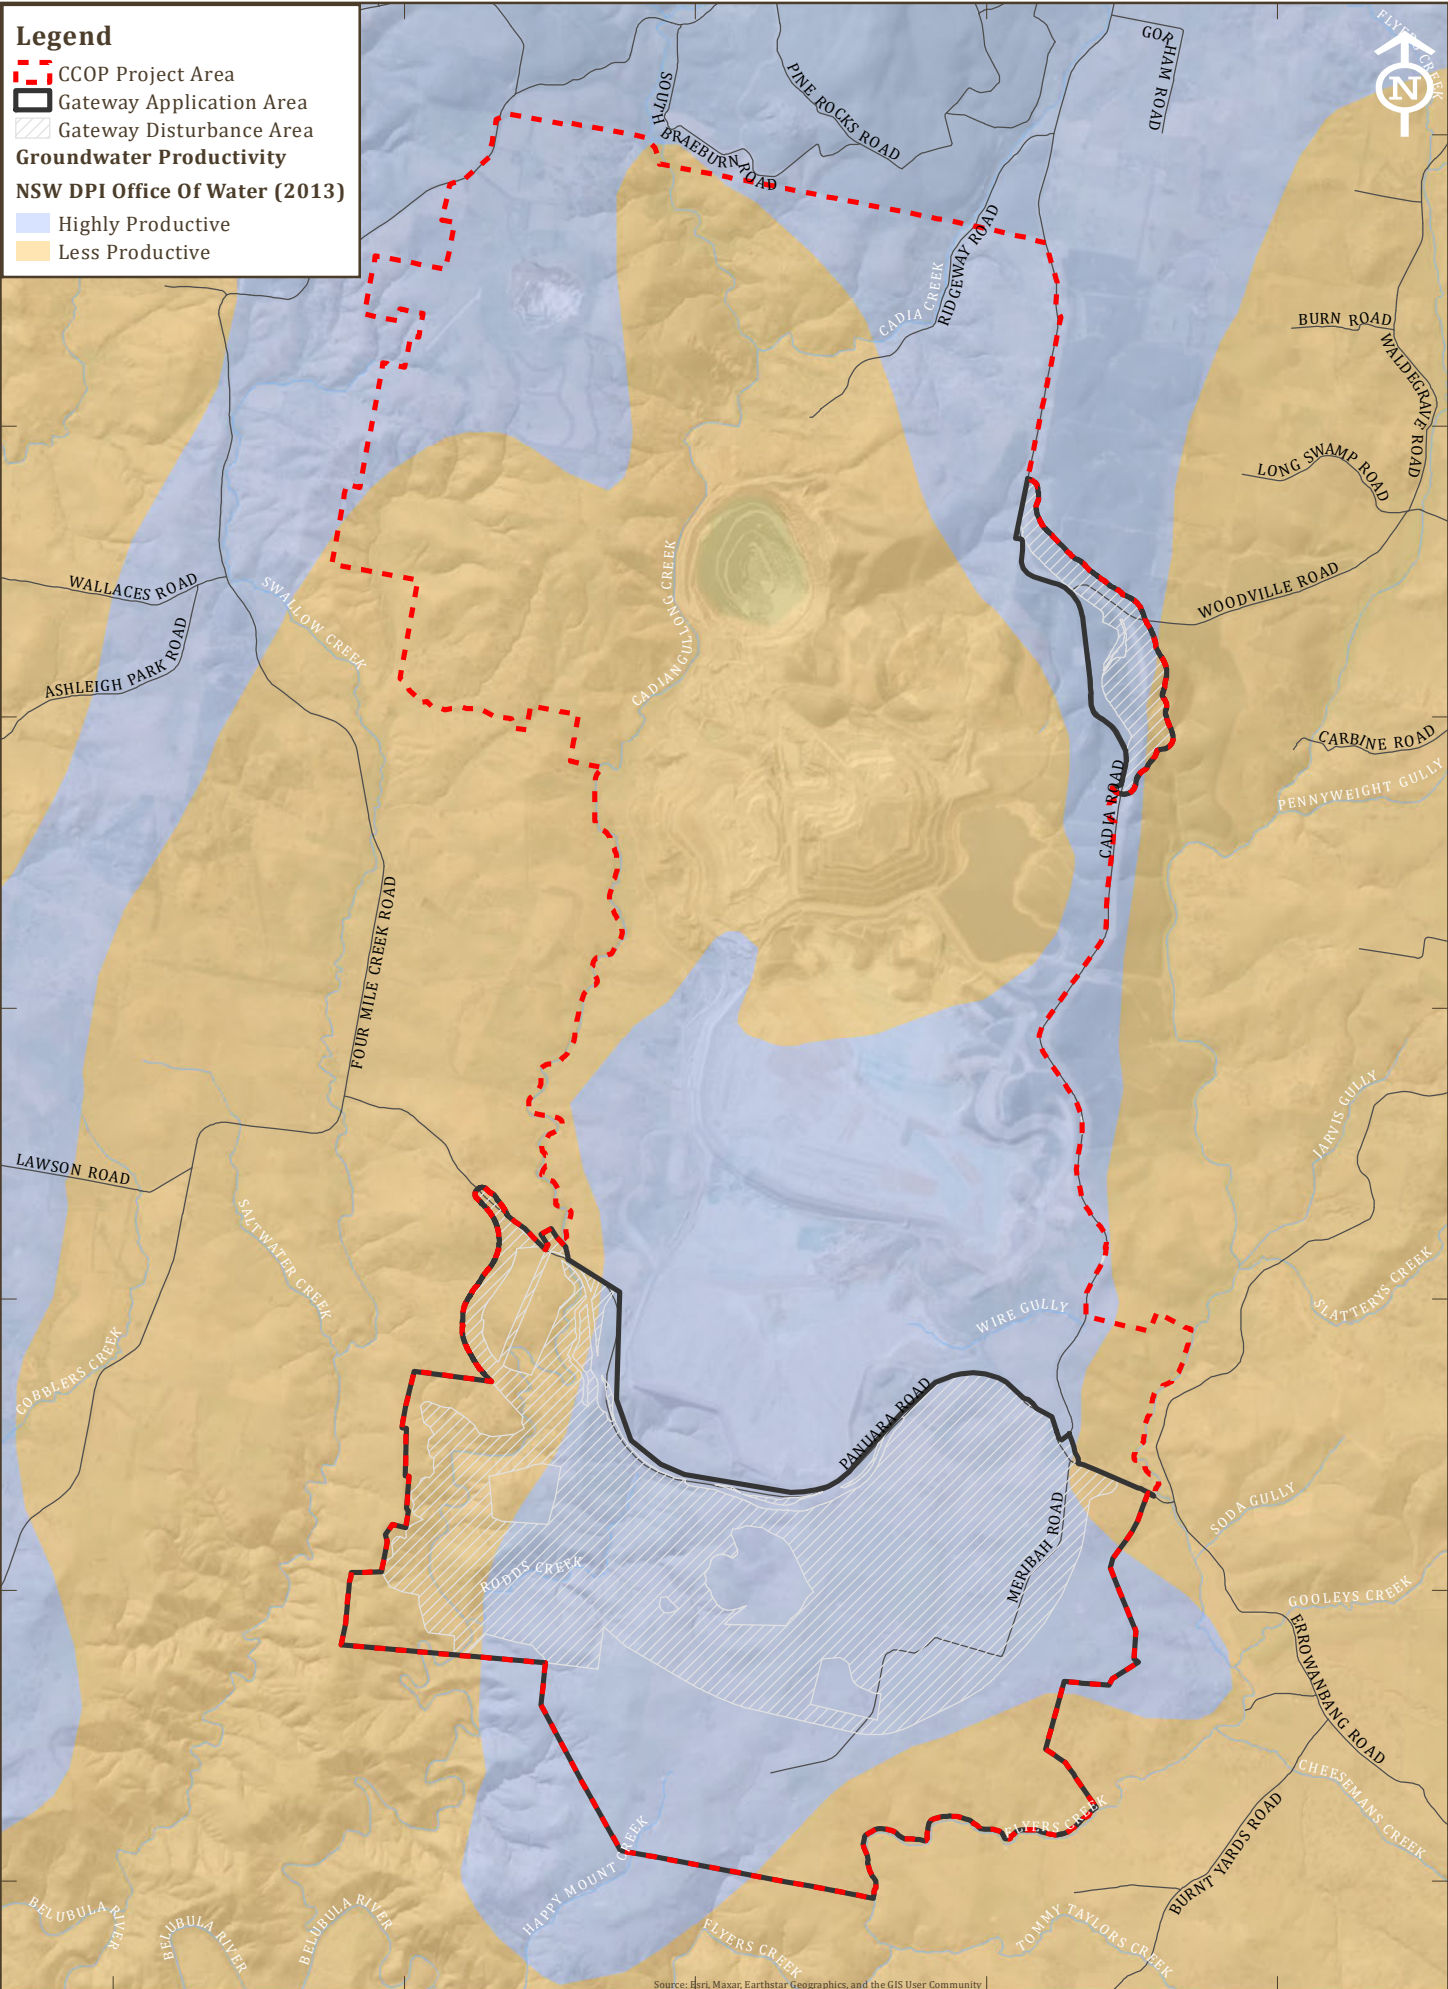 Legend
CCOP Project Area
Gateway Application Area
Gateway Disturbance Area
Groundwater Productivity
NSW DPI Office Of Water (2013)
Highly Productive
Less Productive
N
FLYERS CREEK
GORHAM ROAD
SOUTH
PINE ROCKS ROAD
BRAEBURN ROAD
RIDGEWAY ROAD
CADIA CREEK
BURN ROAD
WALDEGRAVE ROAD
LONG SWAMP ROAD
WOODVILLE ROAD
WALLACES ROAD
SWALLOW CREEK
CADIANGULLONG CREEK
ASHLEIGH PARK ROAD
CARBINE ROAD
PENNYWEIGHT GULLY
CADIA ROAD
FOUR MILE CREEK ROAD
JARVIS GULLY
LAWSON ROAD
SALTWATER CREEK
SLATTERYS CREEK
WIRE GULLY
COBBLERS CREEK
PANUARA ROAD
SODA GULLY
MERIBAH ROAD
RODDS CREEK
GOOLEYS CREEK
ERROWANBANG ROAD
CHEESEMANS CREEK
FLYERS CREEK
BURNT YARDS ROAD
HAPPY MOUNT CREEK
BELUBULA RIVER
BELUBULA RIVER
BELUBULA RIVER
FLYERS CREEK
TOMMY TAYLORS CREEK
Source: Esri, Maxar, Earthstar Geographics, and the GIS User Community